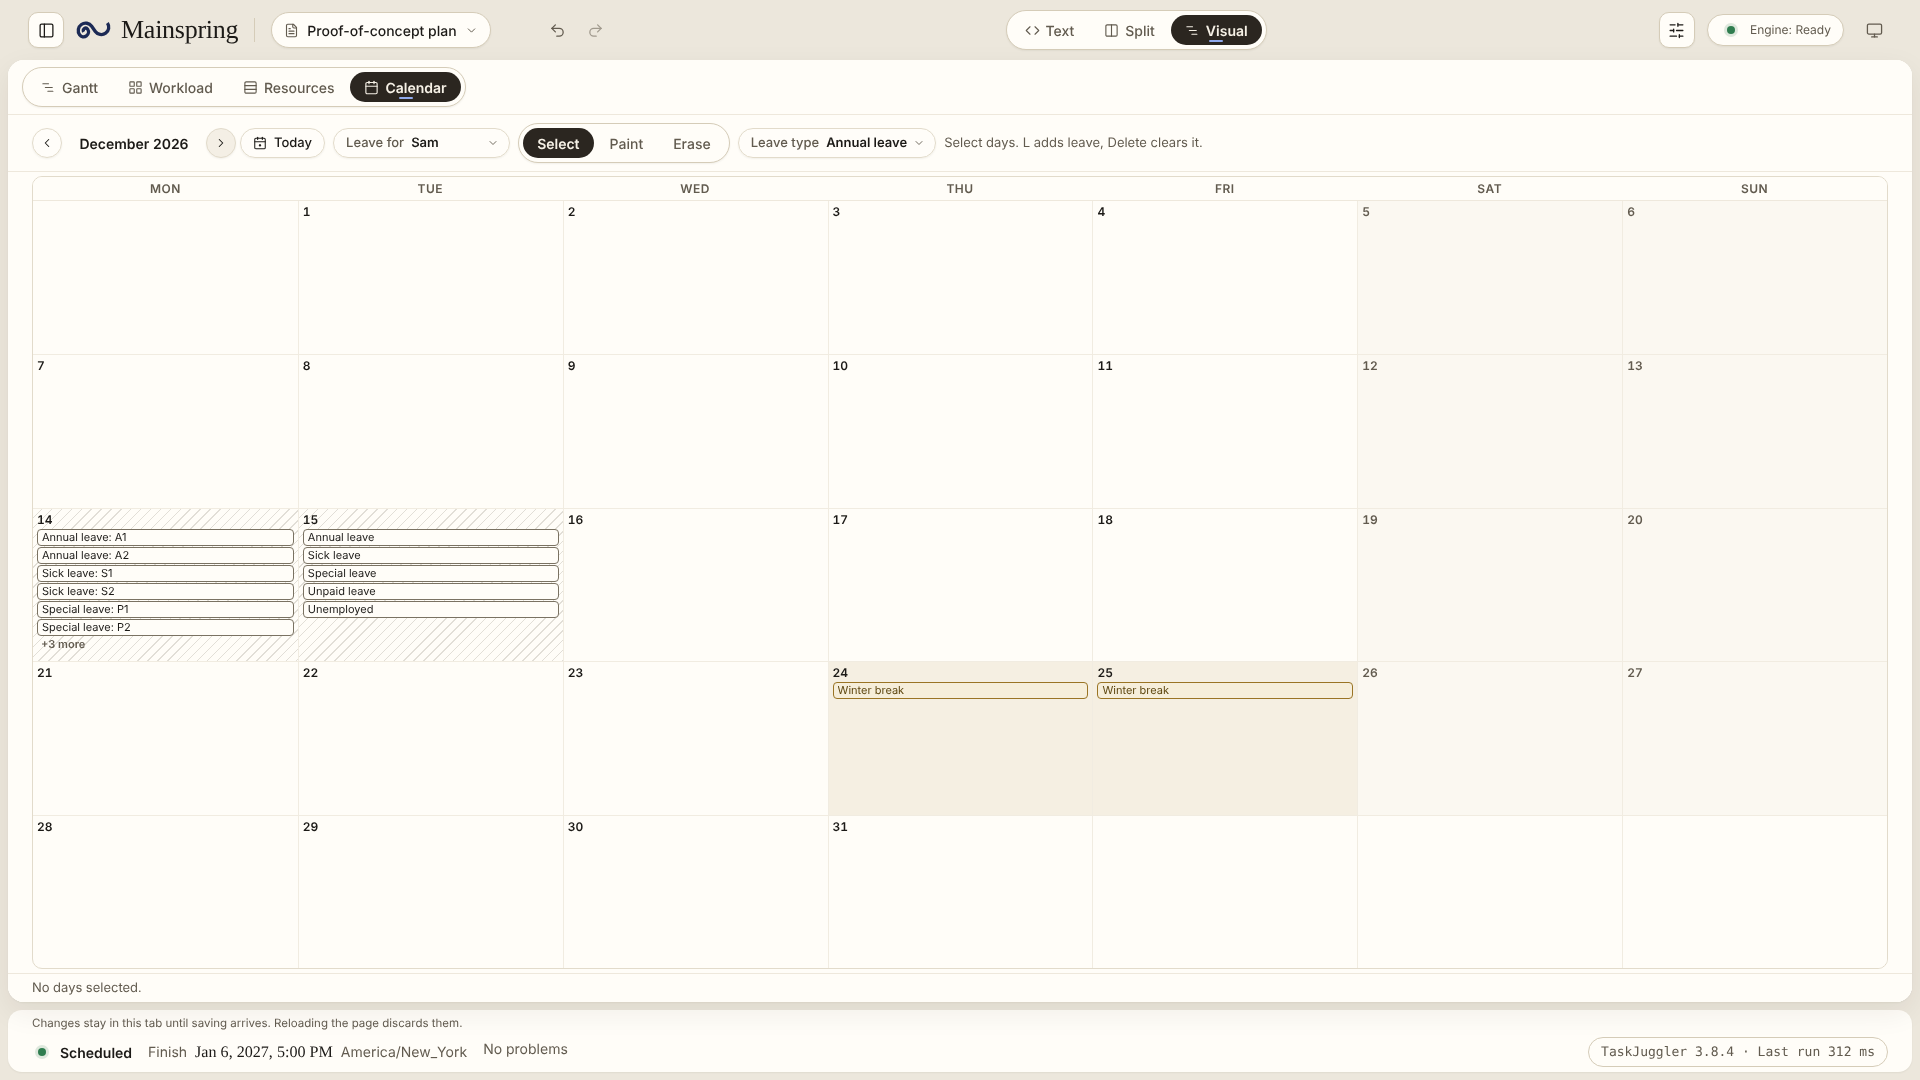 Mainspring
Proof-of-concept plan
Text
Split
Visual
Engine: Ready
Gantt
Workload
Resources
Calendar
December 2026
Today
Leave for Sam
Select
Paint
Erase
Leave type Annual leave
Select days. L adds leave, Delete clears it.
MON TUE WED THU FRI SAT SUN
1 2 3 4 5 6
7 8 9 10 11 12 13
14 15 16 17 18 19 20
Annual leave: A1
Annual leave: A2
Sick leave: S1
Sick leave: S2
Special leave: P1
Special leave: P2
+3 more
Annual leave
Sick leave
Special leave
Unpaid leave
Unemployed
21 22 23 24 25 26 27
Winter break
Winter break
28 29 30 31
No days selected.
Changes stay in this tab until saving arrives. Reloading the page discards them.
Scheduled Finish Jan 6, 2027, 5:00 PM America/New_York No problems
TaskJuggler 3.8.4 · Last run 312 ms